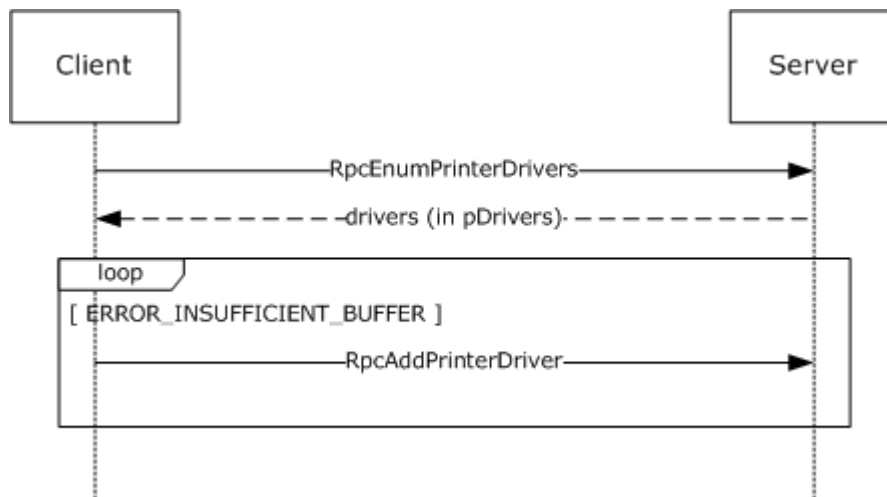 Client
Server
RpcEnumPrinterDrivers
drivers (in pDrivers)
loop
[ ERROR_INSUFFICIENT_BUFFER ]
RpcAddPrinterDriver